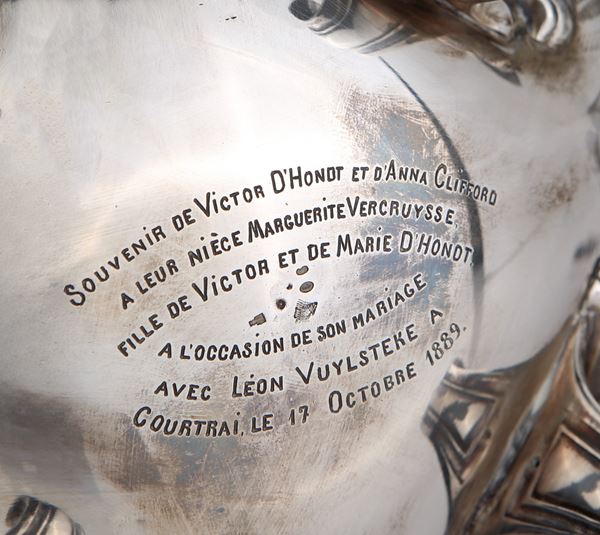 SOUVENIR DE VICTOR D'HONDT ET D'ANNA CLIFFORD
A LEUR NIÈCE MARGUERITE VERCRUYSSE,
FILLE DE VICTOR ET DE MARIE D'HONDT,
A L'OCCASION DE SON MARIAGE
AVEC LÉON VUYLSTEKE A
COURTRAI, LE 17 OCTOBRE 1889.